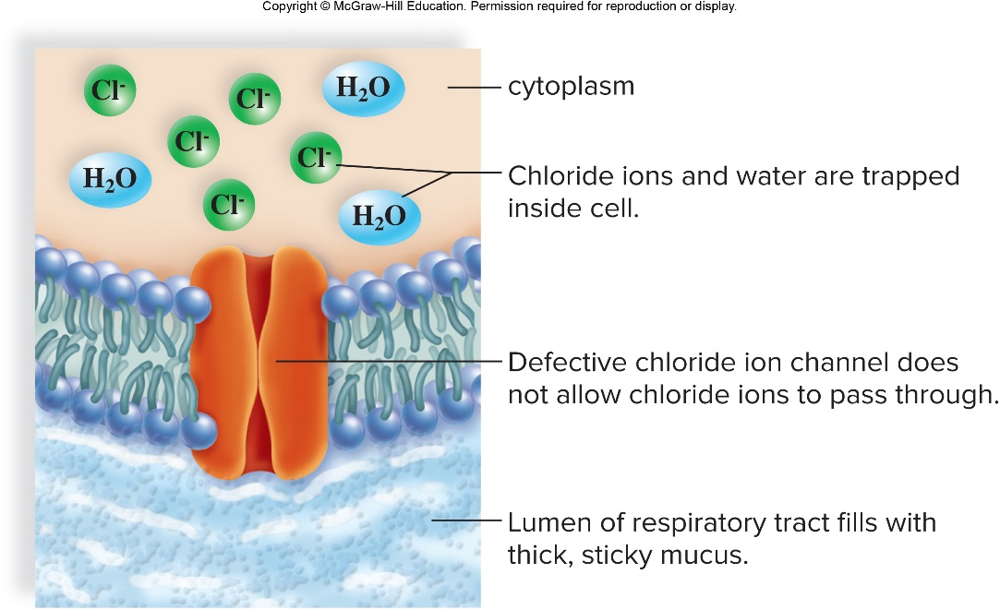 Copyright © McGraw-Hill Education. Permission required for reproduction or display.
Cl⁻
Cl⁻
H₂O
cytoplasm
Cl⁻
Cl⁻
H₂O
Chloride ions and water are trapped
inside cell.
Cl⁻
H₂O
Defective chloride ion channel does
not allow chloride ions to pass through.
Lumen of respiratory tract fills with
thick, sticky mucus.